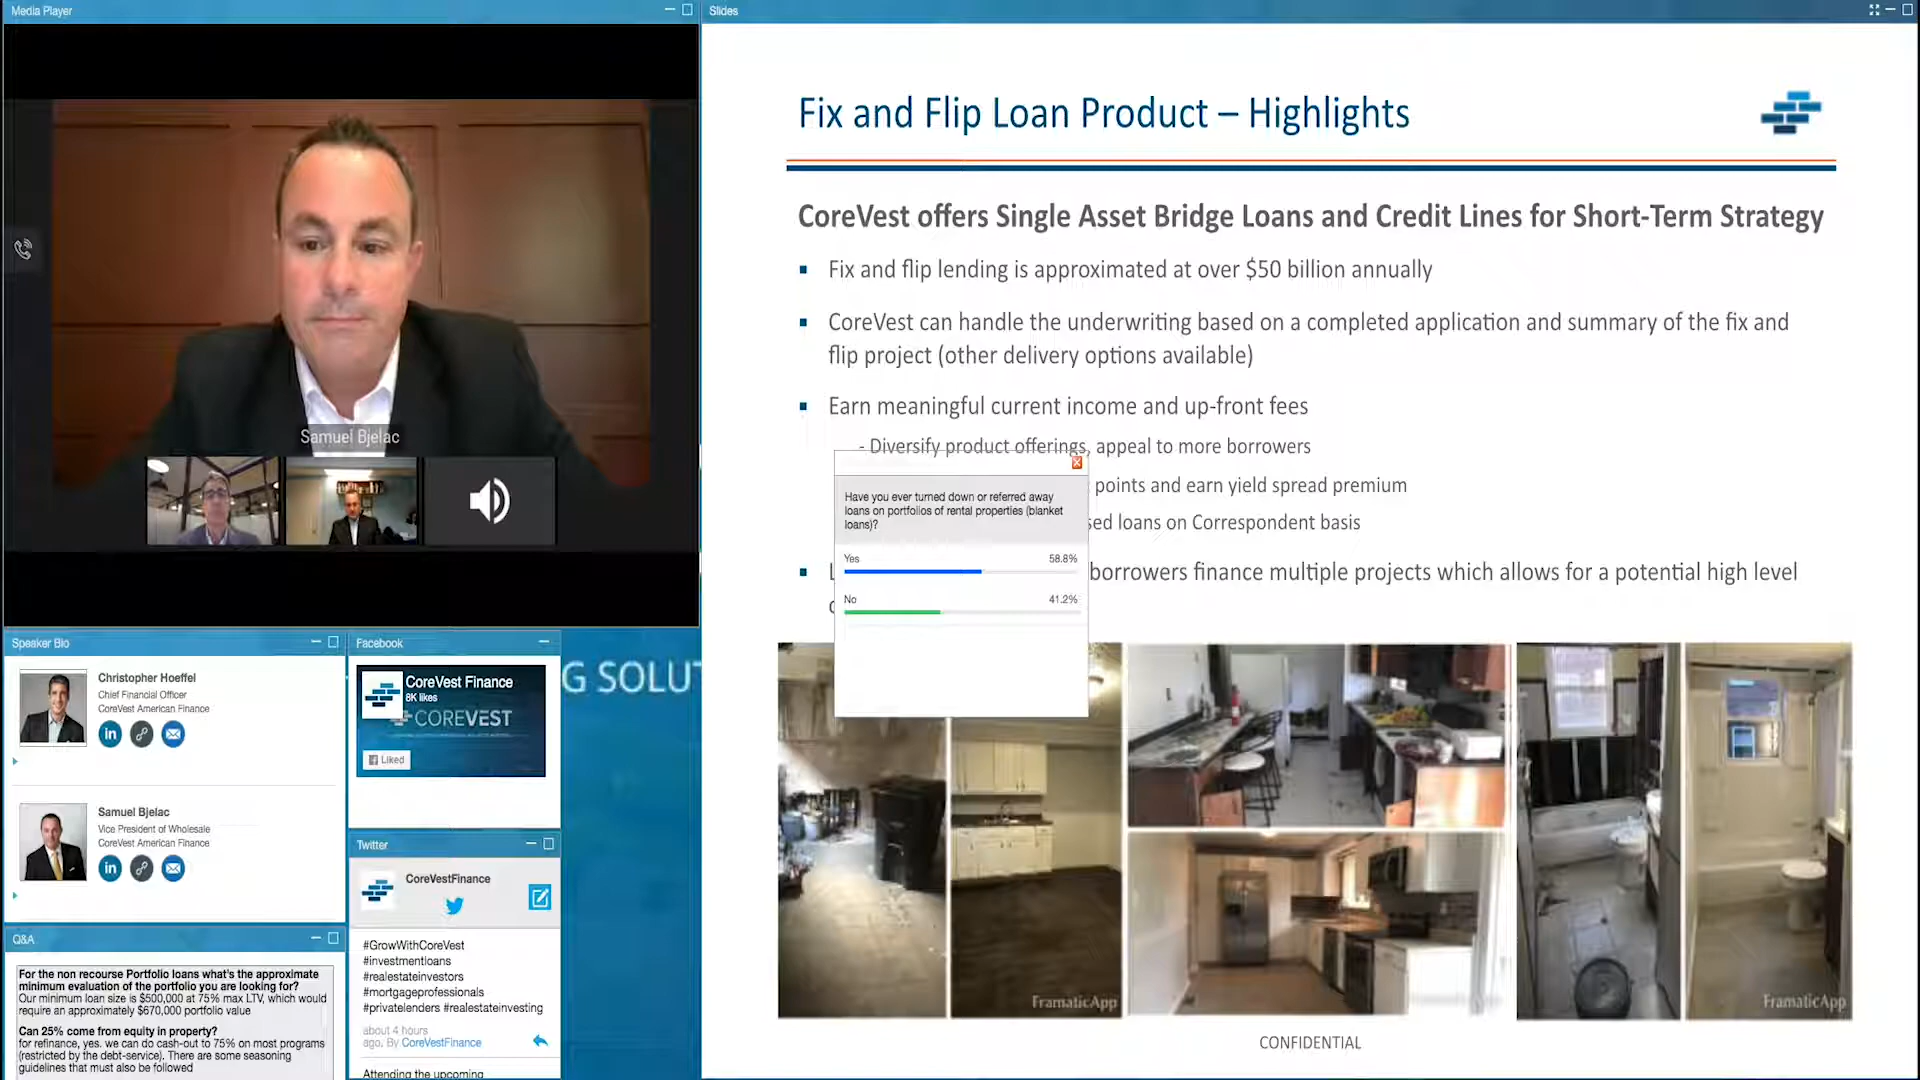 Media Player
Samuel Bjelac
Slides
Fix and Flip Loan Product – Highlights
CoreVest offers Single Asset Bridge Loans and Credit Lines for Short-Term Strategy
Fix and flip lending is approximated at over $50 billion annually
CoreVest can handle the underwriting based on a completed application and summary of the fix and
flip project (other delivery options available)
Earn meaningful current income and up-front fees
- Diversify product offerings, appeal to more borrowers
points and earn yield spread premium
loans on Correspondent basis
borrowers finance multiple projects which allows for a potential high level
Have you ever turned down or referred away
loans on portfolios of rental properties (blanket
loans)?
Yes 58.8%
No 41.2%
FramaticApp
FramaticApp
CONFIDENTIAL
Speaker Bio
Christopher Hoeffel
Chief Financial Officer
CoreVest American Finance
in
Samuel Bjelac
Vice President of Wholesale
CoreVest American Finance
in
Facebook
CoreVest Finance
8K likes
COREVEST
Liked
G SOLUT
Twitter
CoreVestFinance
#GrowWithCoreVest
#investmentloans
#realestateinvestors
#mortgageprofessionals
#privatelenders #realestateinvesting
about 4 hours
ago, By CoreVestFinance
Attending the upcoming
Q&A
For the non recourse Portfolio loans what's the approximate
minimum evaluation of the portfolio you are looking for?
Our minimum loan size is $500,000 at 75% max LTV, which would
require an approximately $670,000 portfolio value
Can 25% come from equity in property?
for refinance, yes. we can do cash-out to 75% on most programs
(restricted by the debt-service). There are some seasoning
guidelines that must also be followed